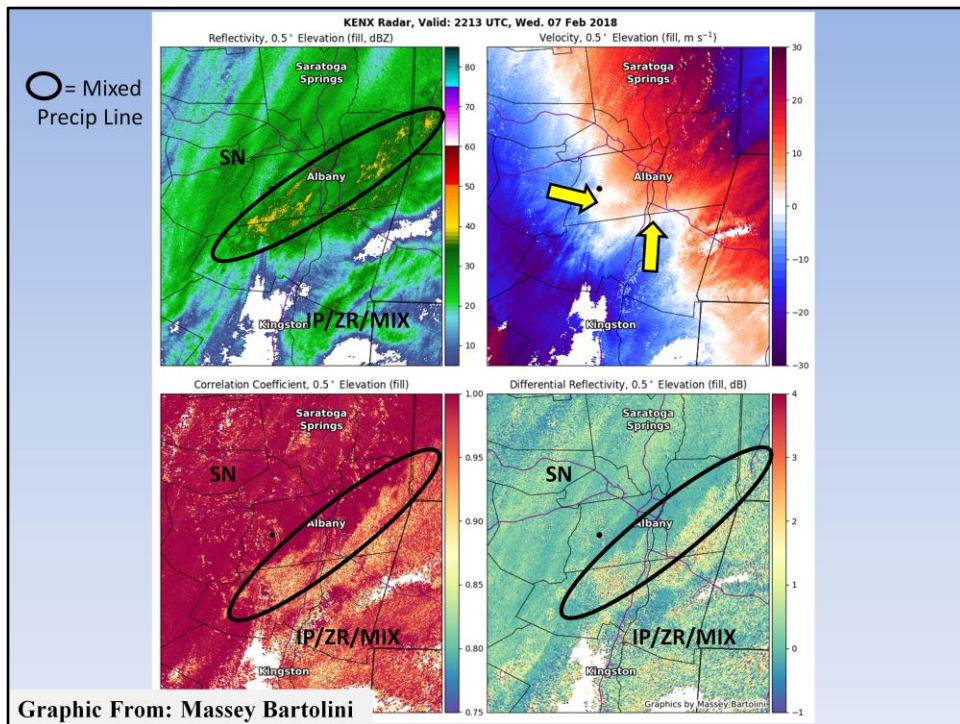 KENX Radar, Valid: 2213 UTC, Wed. 07 Feb 2018
= Mixed
Precip Line
Reflectivity, 0.5° Elevation (fill, dBZ)
Saratoga
Springs
SN
Albany
Kingston
IP/ZR/MIX
80
70
60
50
40
30
20
10
Velocity, 0.5° Elevation (fill, m s⁻¹)
Saratoga
Springs
Albany
Kingston
30
20
10
0
−10
−20
−30
Correlation Coefficient, 0.5° Elevation (fill)
Saratoga
Springs
SN
Albany
IP/ZR/MIX
Kingston
1.00
0.95
0.90
0.85
0.80
0.75
Differential Reflectivity, 0.5° Elevation (fill, dB)
Saratoga
Springs
SN
Albany
IP/ZR/MIX
Kingston
Graphics by Massey Bartolini
4
3
2
1
0
−1
Graphic From: Massey Bartolini